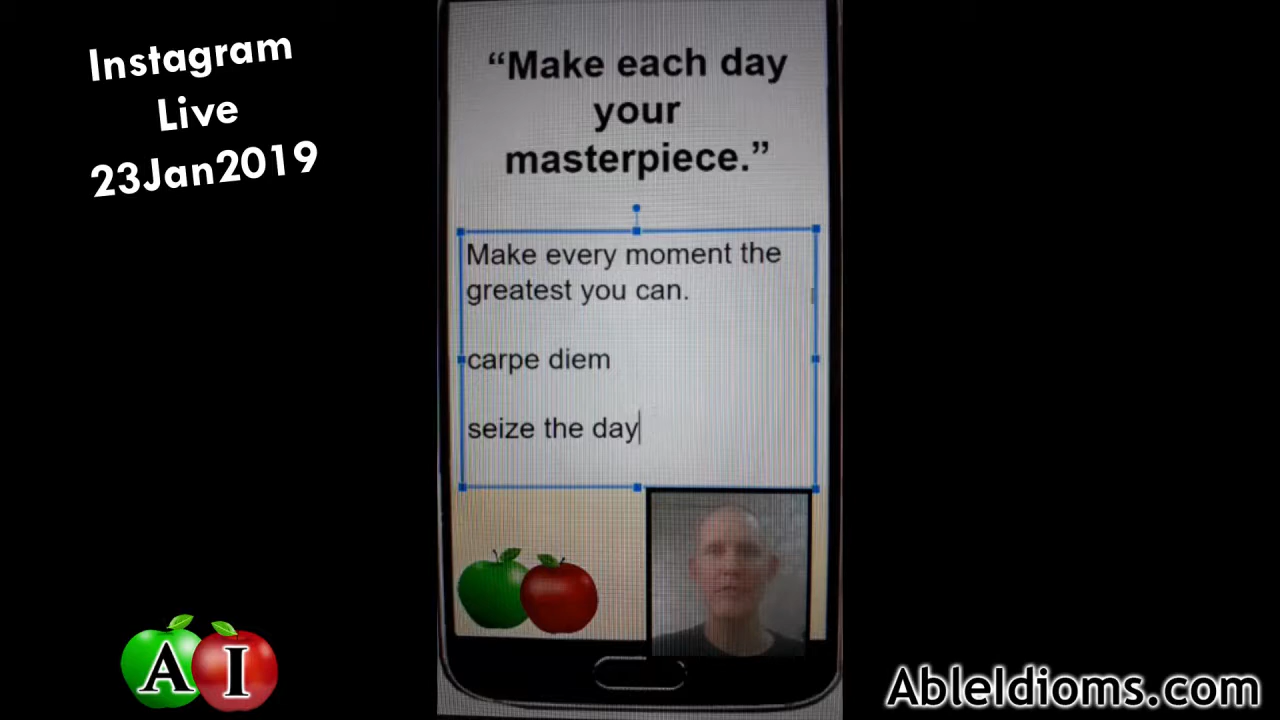 Instagram
Live
23Jan2019
“Make each day
your
masterpiece.”
Make every moment the
greatest you can.
carpe diem
seize the day
A I
AbleIdioms.com